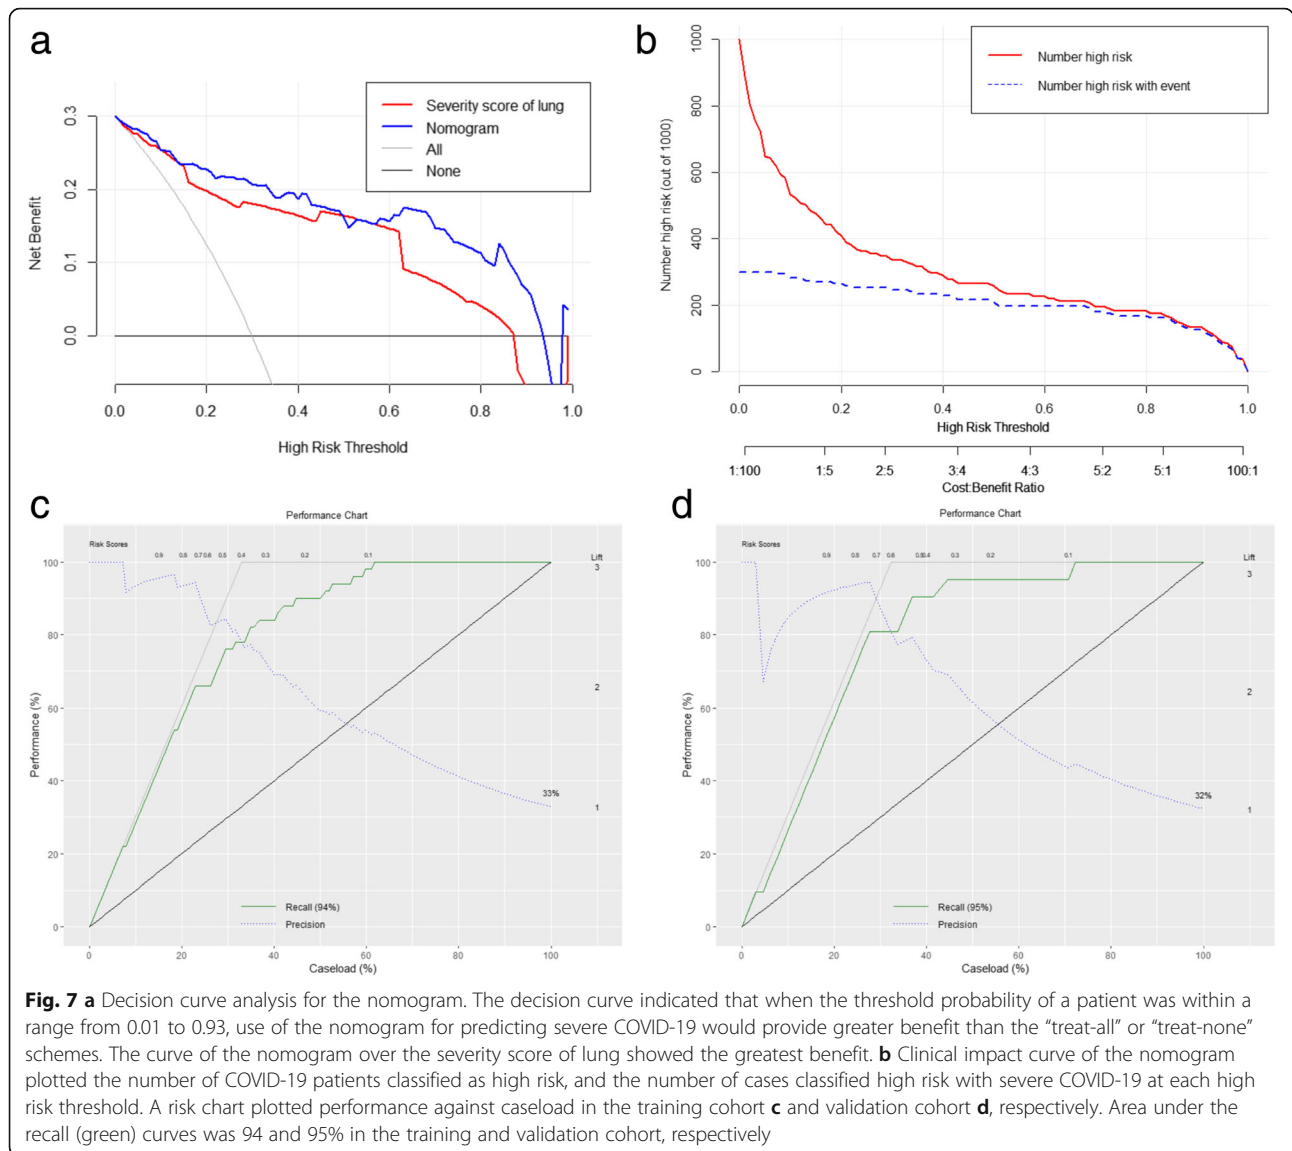 a
Severity score of lung
Nomogram
All
None
Net Benefit
0.3
0.2
0.1
0.0
0.0 0.2 0.4 0.6 0.8 1.0
High Risk Threshold
b
Number high risk
Number high risk with event
Number high risk (out of 1000)
1000
800
600
400
200
0
0.0 0.2 0.4 0.6 0.8 1.0
High Risk Threshold
1:100 1:5 2:5 3:4 4:3 5:2 5:1 100:1
Cost:Benefit Ratio
c
Performance Chart
Risk Scores
0.9 0.8 0.7 0.6 0.5 0.4 0.3 0.2 0.1
Lift
3
2
1
100
80
60
40
20
0
Performance (%)
33%
Recall (94%)
Precision
0 20 40 60 80 100
Caseload (%)
d
Performance Chart
Risk Scores
0.9 0.8 0.7 0.6 0.5 0.4 0.3 0.2 0.1
Lift
3
2
1
100
80
60
40
20
0
Performance (%)
32%
Recall (95%)
Precision
0 20 40 60 80 100
Caseload (%)
Fig. 7 a Decision curve analysis for the nomogram. The decision curve indicated that when the threshold probability of a patient was within a
range from 0.01 to 0.93, use of the nomogram for predicting severe COVID-19 would provide greater benefit than the “treat-all” or “treat-none”
schemes. The curve of the nomogram over the severity score of lung showed the greatest benefit. b Clinical impact curve of the nomogram
plotted the number of COVID-19 patients classified as high risk, and the number of cases classified high risk with severe COVID-19 at each high
risk threshold. A risk chart plotted performance against caseload in the training cohort c and validation cohort d, respectively. Area under the
recall (green) curves was 94 and 95% in the training and validation cohort, respectively